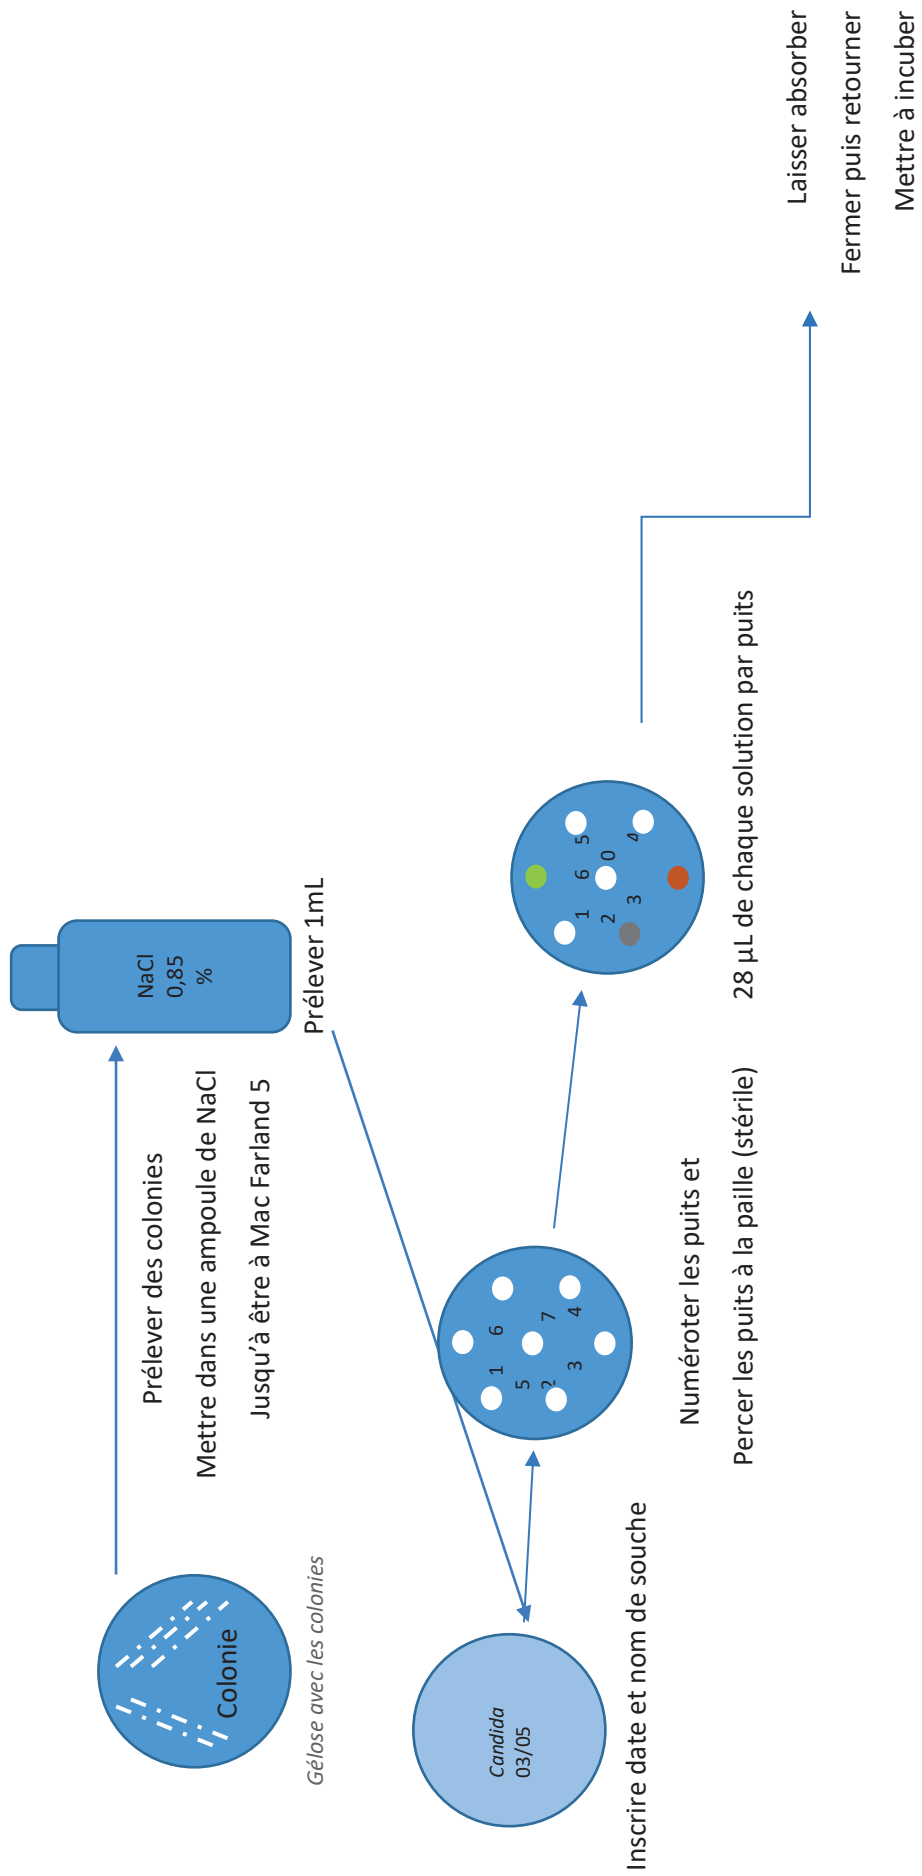 Colonie
Gélose avec les colonies
Prélever des colonies
Mettre dans une ampoule de NaCl
Jusqu'à être à Mac Farland 5
NaCl
0,85
%
Prélever 1mL
Candida
03/05
Inscrire date et nom de souche
1 6
5 7
2 4
3
Numéroter les puits et
Percer les puits à la paille (stérile)
1 6 5
2 0
3 4
28 µL de chaque solution par puits
Laisser absorber
Fermer puis retourner
Mettre à incuber